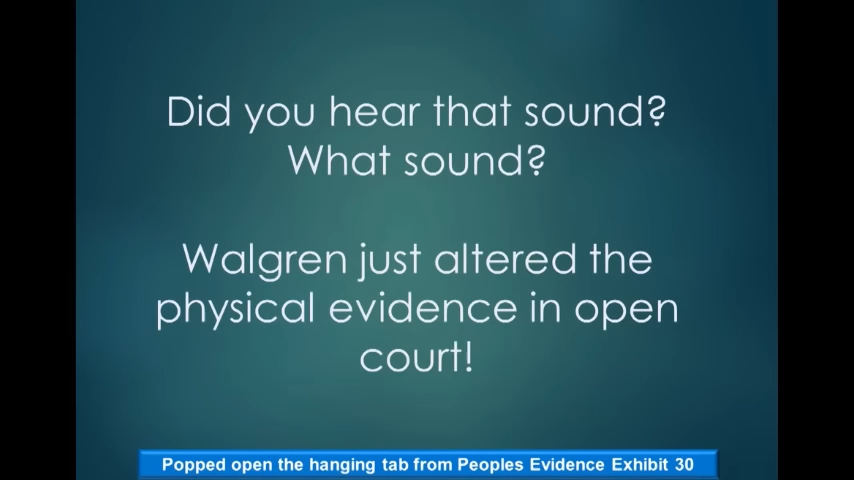 Did you hear that sound?
What sound?
Walgren just altered the
physical evidence in open
court!
Popped open the hanging tab from Peoples Evidence Exhibit 30